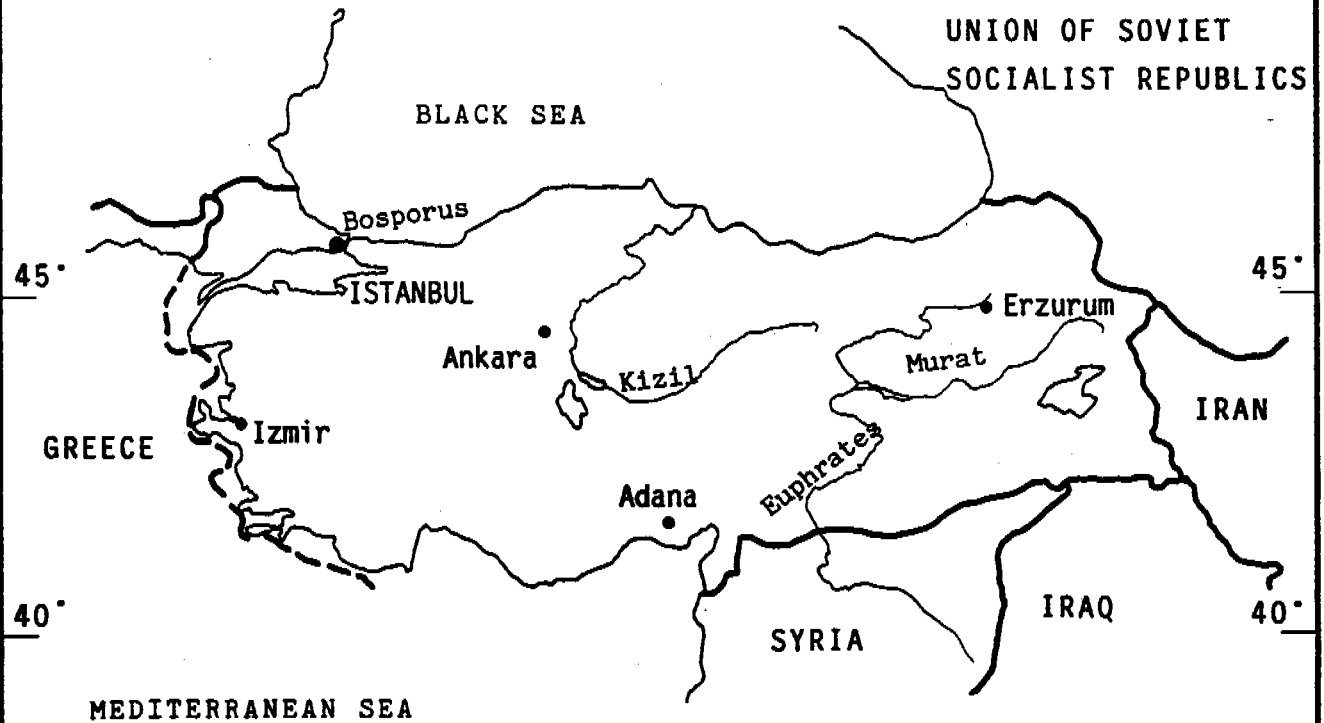 UNION OF SOVIET
SOCIALIST REPUBLICS
BLACK SEA
Bosporus
45°
45°
ISTANBUL
Erzurum
Ankara
Murat
Kizil
IRAN
Izmir
GREECE
Euphrates
Adana
40°
IRAQ
40°
SYRIA
MEDITERRANEAN SEA